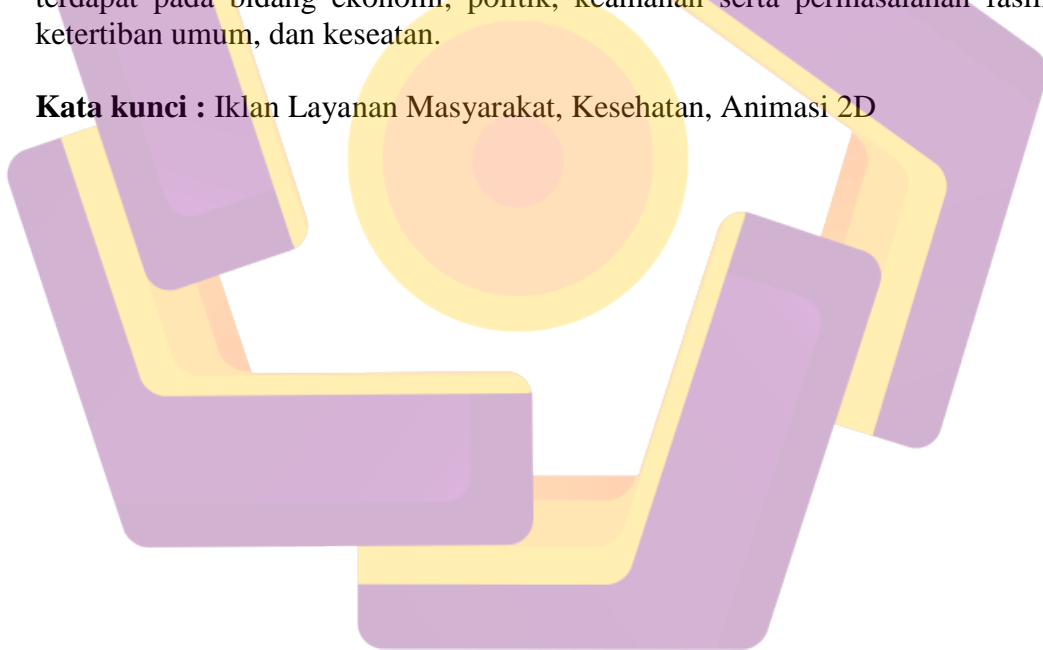 terdapat pada bidang ekonomi, politik, keamanan serta permasalahan
ketertiban umum, dan keseatan.
Kata kunci : Iklan Layanan Masyarakat, Kesehatan, Animasi 2D